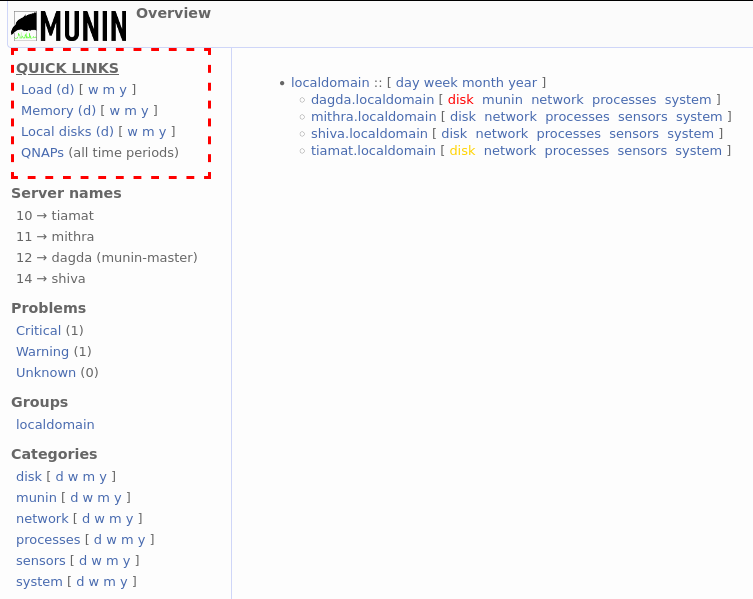 MUNIN Overview
QUICK LINKS
Load (d) [ w m y ]
Memory (d) [ w m y ]
Local disks (d) [ w m y ]
QNAPs (all time periods)
Server names
10 → tiamat
11 → mithra
12 → dagda (munin-master)
14 → shiva
Problems
Critical (1)
Warning (1)
Unknown (0)
Groups
localdomain
Categories
disk [ d w m y ]
munin [ d w m y ]
network [ d w m y ]
processes [ d w m y ]
sensors [ d w m y ]
system [ d w m y ]
localdomain :: [ day week month year ]
dagda.localdomain [ disk munin network processes system ]
mithra.localdomain [ disk network processes sensors system ]
shiva.localdomain [ disk network processes sensors system ]
tiamat.localdomain [ disk network processes sensors system ]